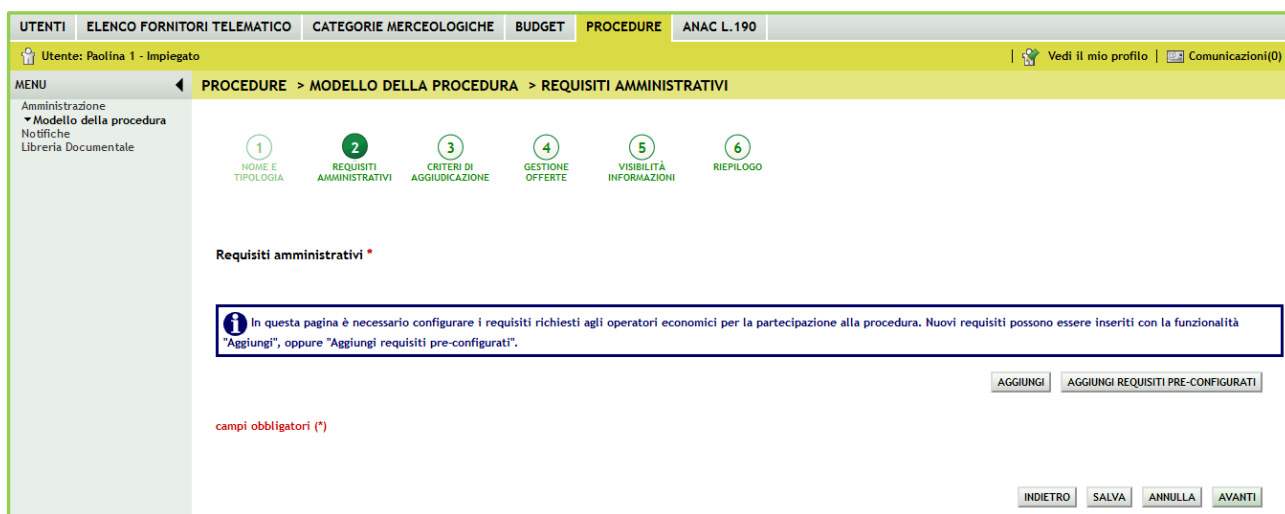 UTENTI ELENCO FORNITORI TELEMATICO CATEGORIE MERCEOLOGICHE BUDGET PROCEDURE ANAC L.190
Utente: Paolina 1 - Impiegato | Vedi il mio profilo | Comunicazioni(0)
MENU
PROCEDURE > MODELLO DELLA PROCEDURA > REQUISITI AMMINISTRATIVI
Amministrazione
Modello della procedura
Notifiche
Libreria Documentale
1 NOME E TIPOLOGIA
2 REQUISITI AMMINISTRATIVI
3 CRITERI DI AGGIUDICAZIONE
4 GESTIONE OFFERTE
5 VISIBILITÀ INFORMAZIONI
6 RIEPILOGO
Requisiti amministrativi *
In questa pagina è necessario configurare i requisiti richiesti agli operatori economici per la partecipazione alla procedura. Nuovi requisiti possono essere inseriti con la funzionalità
"Aggiungi", oppure "Aggiungi requisiti pre-configurati".
AGGIUNGI AGGIUNGI REQUISITI PRE-CONFIGURATI
campi obbligatori (*)
INDIETRO SALVA ANNULLA AVANTI